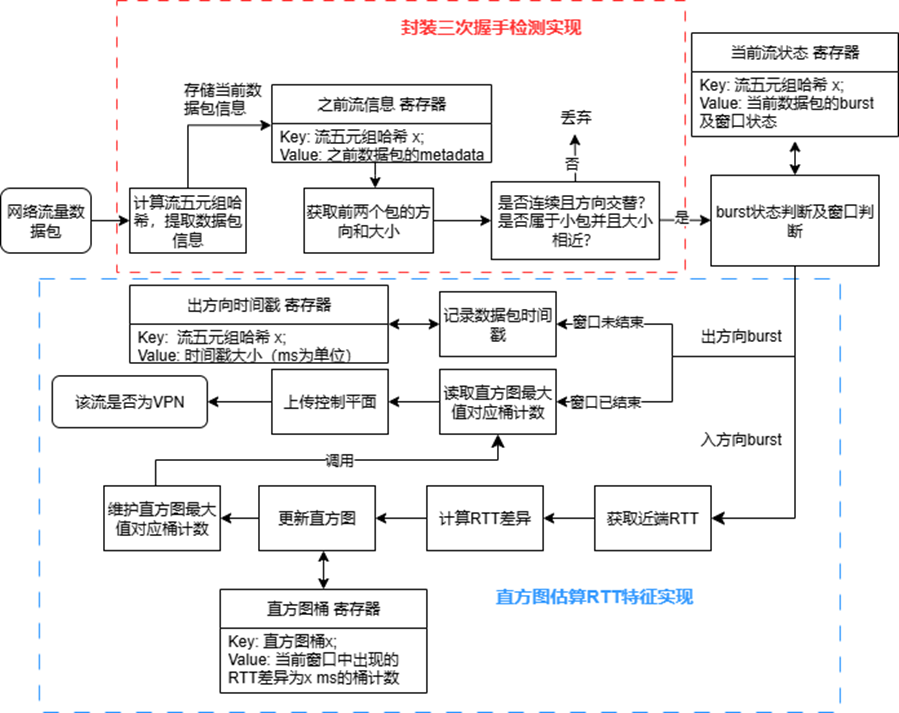 封装三次握手检测实现
存储当前数
据包信息
之前流信息 寄存器
Key: 流五元组哈希 x;
Value: 之前数据包的metadata
丢弃
否
当前流状态 寄存器
Key: 流五元组哈希 x;
Value: 当前数据包的burst
及窗口状态
网络流量数
据包
计算流五元组哈
希，提取数据包
信息
获取前两个包的方
向和大小
是否连续且方向交替？
是否属于小包并且大小
相近？
是
burst状态判断及窗口判
断
出方向时间戳 寄存器
Key: 流五元组哈希 x;
Value: 时间戳大小（ms为单位）
记录数据包时间
戳
窗口未结束
出方向burst
该流是否为VPN
上传控制平面
读取直方图最大
值对应桶计数
窗口已结束
入方向burst
调用
维护直方图最大
值对应桶计数
更新直方图
计算RTT差异
获取近端RTT
直方图估算RTT特征实现
直方图桶 寄存器
Key: 直方图桶x;
Value: 当前窗口中出现的
RTT差异为x ms的桶计数